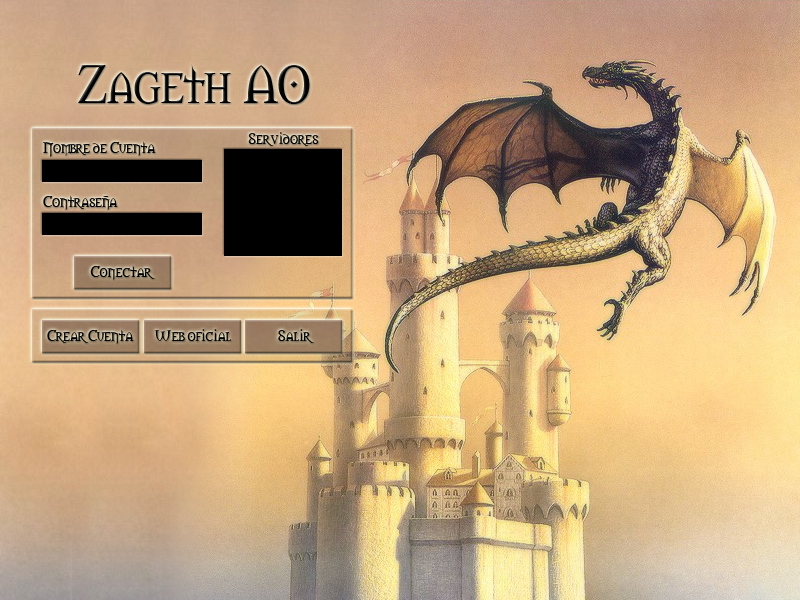 Zageth AO
Nombre de Cuenta
Servidores
Contraseña
Conectar
Crear Cuenta
Web oficial
Salir